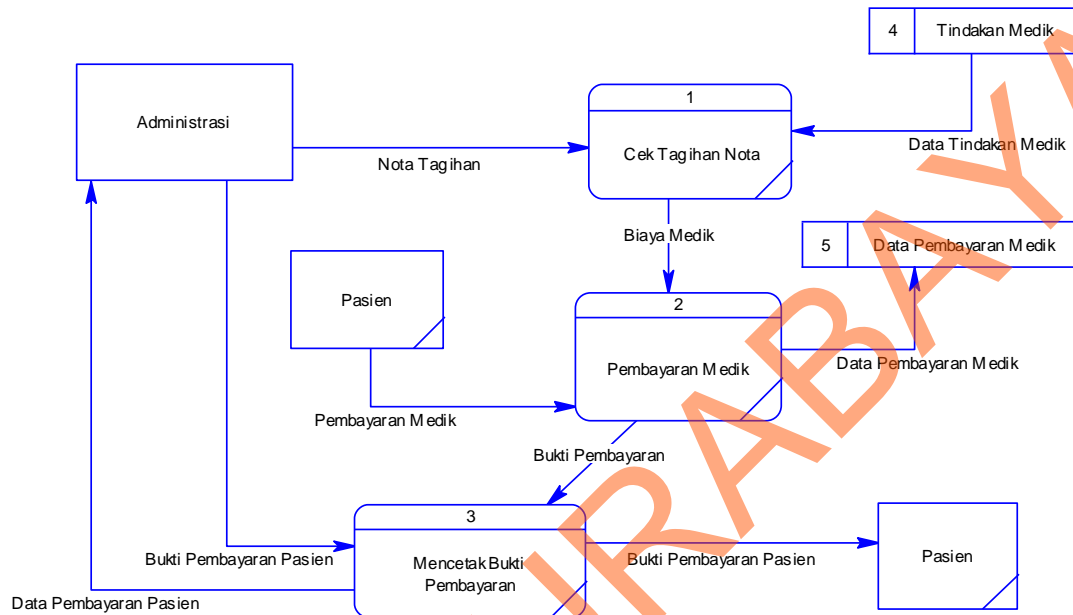 4 Tindakan Medik
Administrasi
1
Cek Tagihan Nota
Nota Tagihan
Data Tindakan Medik
Biaya Medik
5 Data Pembayaran Medik
Pasien
2
Pembayaran Medik
Data Pembayaran Medik
Pembayaran Medik
Bukti Pembayaran
3
Mencetak Bukti
Pembayaran
Bukti Pembayaran Pasien
Bukti Pembayaran Pasien
Pasien
Data Pembayaran Pasien